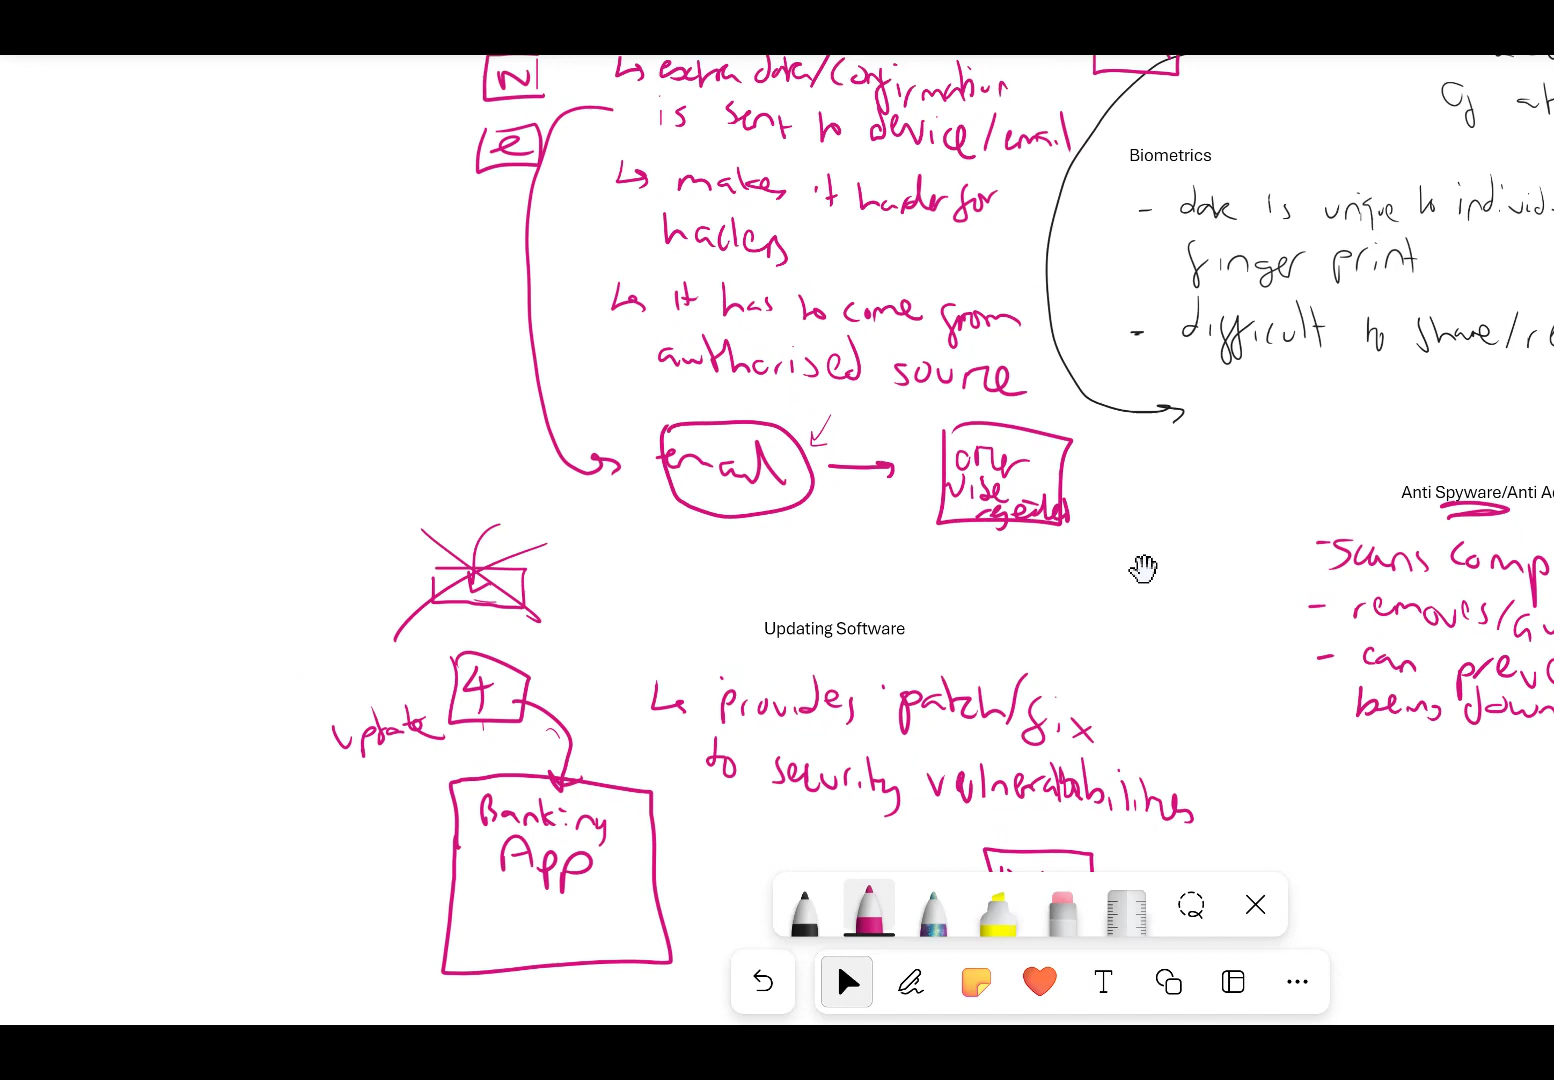 N
e
↳ extra data/confirmation
is sent to device/email
↳ makes it harder for
hackers
↳ it has to come from
authorised source
email
other
wise
rejected
Biometrics
- data is unique to individ
finger print
- difficult to share/re
Anti Spyware/Anti A
- Scans comp
- removes/
- can prev
being down
Updating Software
↳ provides patch/fix
to security
4
update
Banking
App
T